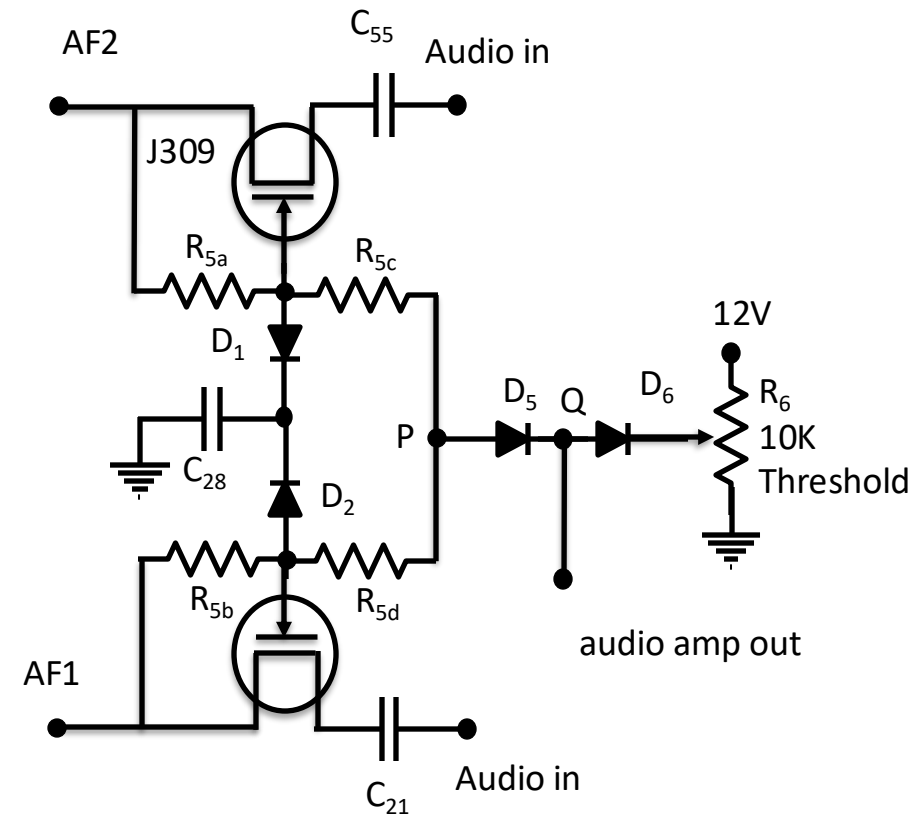 C55
AF2
Audio in
J309
R5a
R5c
12V
D1
D5
Q
D6
R6
P
10K
C28
Threshold
D2
R5b
R5d
audio amp out
AF1
Audio in
C21